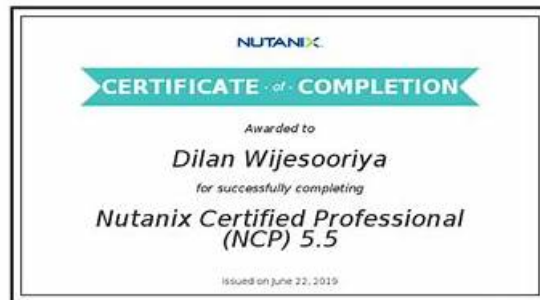 NUTANIX
CERTIFICATE - of - COMPLETION
Awarded to
Dilan Wijesooriya
for successfully completing
Nutanix Certified Professional
(NCP) 5.5
Issued on June 22, 2019